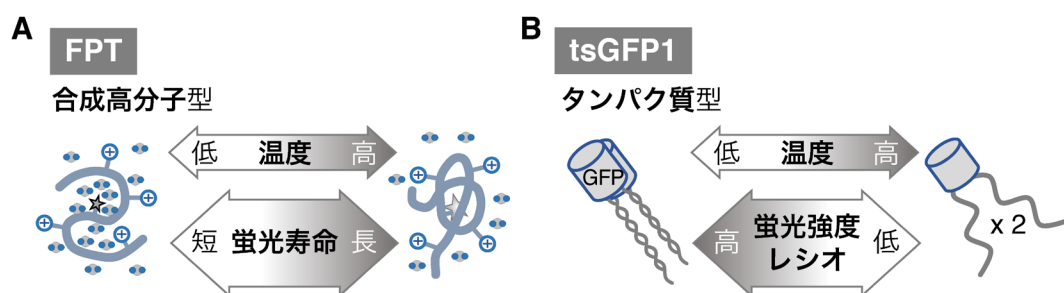 A
FPT
合成高分子型
低 温度 高
短 蛍光寿命 長
B
tsGFP1
タンパク質型
GFP
低 温度 高
高 蛍光強度 低
レシオ
x 2